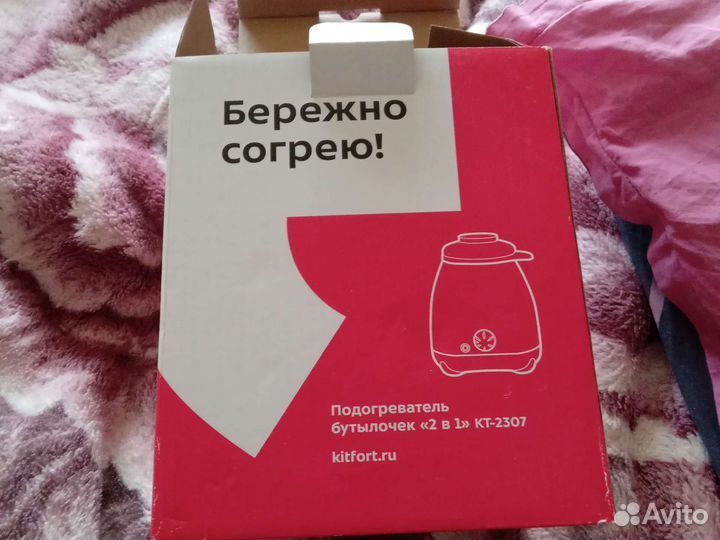 Бережно
согрею!
Подогреватель
бутылочек «2 в 1» КТ-2307
kitfort.ru
Avito